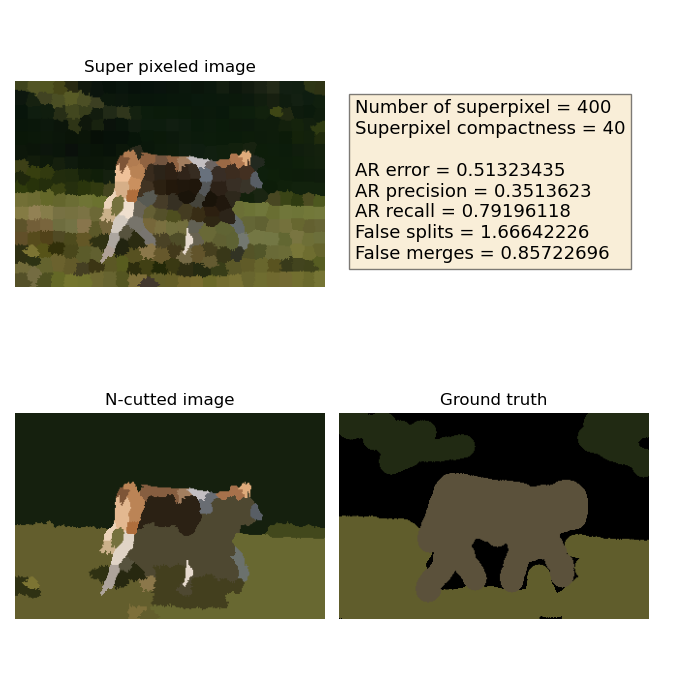 Super pixeled image
Number of superpixel = 400
Superpixel compactness = 40
AR error = 0.51323435
AR precision = 0.3513623
AR recall = 0.79196118
False splits = 1.66642226
False merges = 0.85722696
N-cutted image
Ground truth